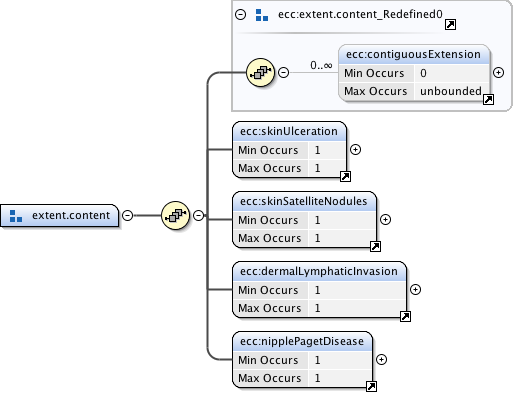 ecc:extent.content_Redefined0
ecc:contiguousExtension
0..∞
Min Occurs 0
Max Occurs unbounded
ecc:skinUlceration
Min Occurs 1
Max Occurs 1
ecc:skinSatelliteNodules
Min Occurs 1
Max Occurs 1
extent.content
ecc:dermalLymphaticInvasion
Min Occurs 1
Max Occurs 1
ecc:nipplePagetDisease
Min Occurs 1
Max Occurs 1